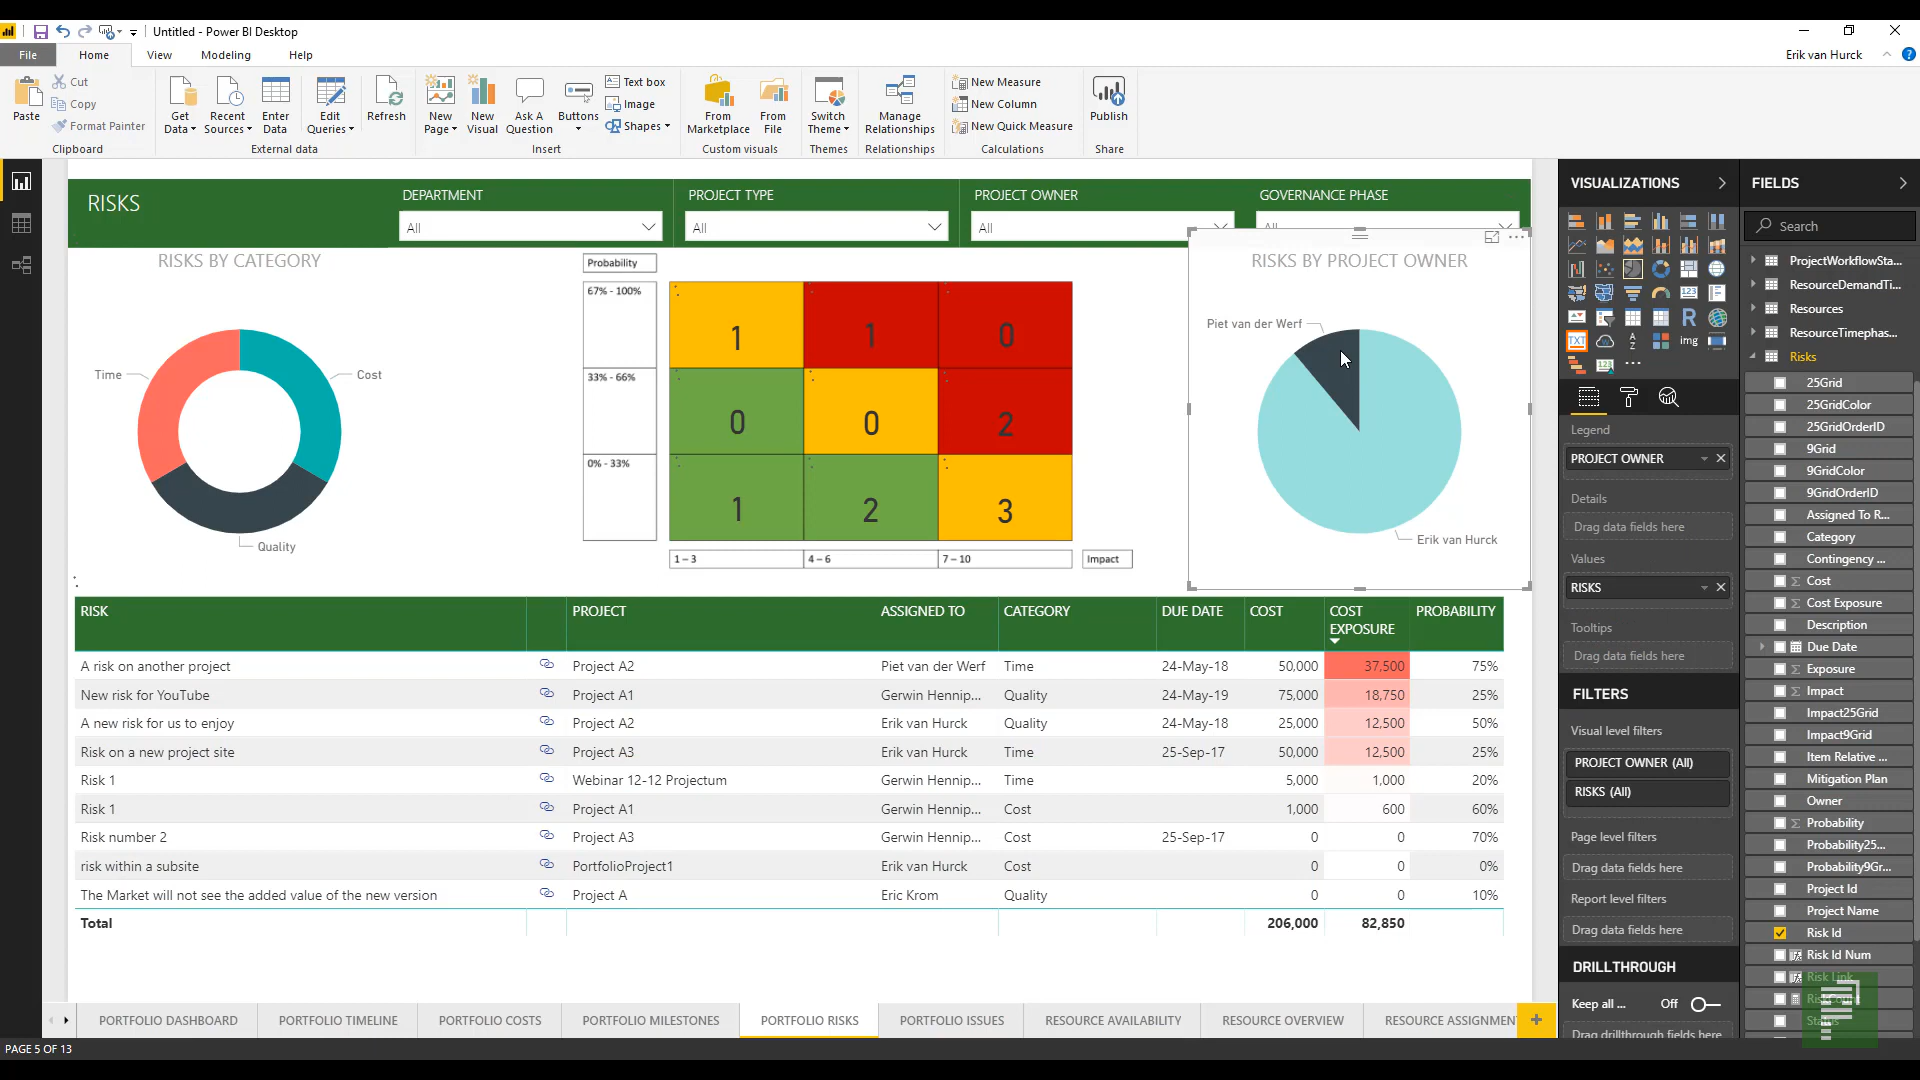 Untitled - Power BI Desktop
File
Home
View
Modeling
Help
Erik van Hurck
Paste
Cut
Copy
Format Painter
Clipboard
Get Data
Recent Sources
Enter Data
Edit Queries
Refresh
External data
New Page
New Visual
Ask A Question
Buttons
Text box
Image
Shapes
Insert
From Marketplace
From File
Custom visuals
Switch Theme
Themes
Manage Relationships
Relationships
New Measure
New Column
New Quick Measure
Calculations
Publish
Share
RISKS
DEPARTMENT
All
PROJECT TYPE
All
PROJECT OWNER
All
GOVERNANCE PHASE
All
RISKS BY CATEGORY
Time
Cost
Quality
Probability
67% - 100%
33% - 66%
0% - 33%
1 1 0
0 0 2
1 2 3
1 – 3
4 – 6
7 – 10
Impact
RISKS BY PROJECT OWNER
Piet van der Werf
Erik van Hurck
RISK PROJECT ASSIGNED TO CATEGORY DUE DATE COST COST EXPOSURE PROBABILITY
A risk on another project Project A2 Piet van der Werf Time 24-May-18 50,000 37,500 75%
New risk for YouTube Project A1 Gerwin Hennip... Quality 24-May-19 75,000 18,750 25%
A new risk for us to enjoy Project A2 Erik van Hurck Quality 24-May-18 25,000 12,500 50%
Risk on a new project site Project A3 Erik van Hurck Time 25-Sep-17 50,000 12,500 25%
Risk 1 Webinar 12-12 Projectum Gerwin Hennip... Time 5,000 1,000 20%
Risk 1 Project A1 Gerwin Hennip... Cost 1,000 600 60%
Risk number 2 Project A3 Gerwin Hennip... Cost 25-Sep-17 0 0 70%
risk within a subsite PortfolioProject1 Erik van Hurck Cost 0 0 0%
The Market will not see the added value of the new version Project A Eric Krom Quality 0 0 10%
Total 206,000 82,850
PORTFOLIO DASHBOARD
PORTFOLIO TIMELINE
PORTFOLIO COSTS
PORTFOLIO MILESTONES
PORTFOLIO RISKS
PORTFOLIO ISSUES
RESOURCE AVAILABILITY
RESOURCE OVERVIEW
RESOURCE ASSIGNMEN
PAGE 5 OF 13
VISUALIZATIONS
R
TXT
img
Legend
PROJECT OWNER
Details
Drag data fields here
Values
RISKS
Tooltips
Drag data fields here
FILTERS
Visual level filters
PROJECT OWNER (All)
RISKS (All)
Page level filters
Drag data fields here
Report level filters
Drag data fields here
DRILLTHROUGH
Keep all ... Off
Drag drillthrough fields here
FIELDS
Search
ProjectWorkflowSta...
ResourceDemandTi...
Resources
ResourceTimephas...
Risks
25Grid
25GridColor
25GridOrderID
9Grid
9GridColor
9GridOrderID
Assigned To R...
Category
Contingency ...
Cost
Cost Exposure
Description
Due Date
Exposure
Impact
Impact25Grid
Impact9Grid
Item Relative ...
Mitigation Plan
Owner
Probability
Probability25...
Probability9Gr...
Project Id
Project Name
Risk Id
Risk Id Num
Risk Link